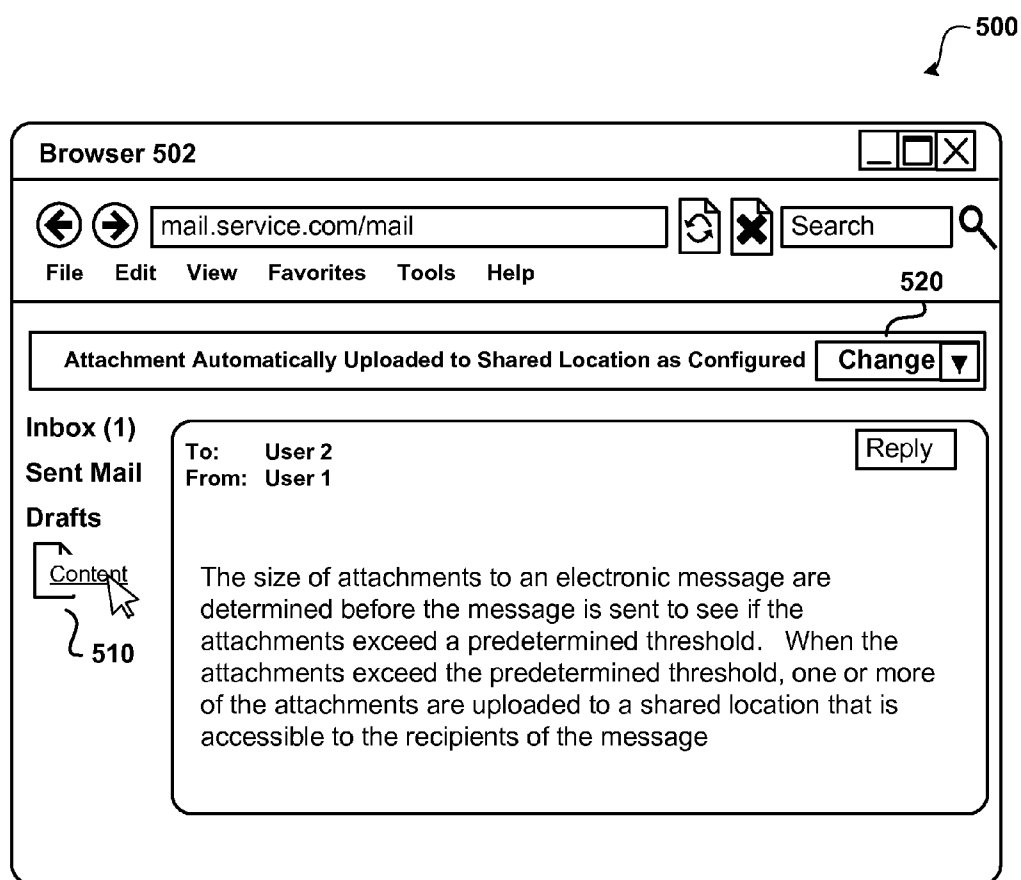 500
Browser 502
mail.service.com/mail
Search
File Edit View Favorites Tools Help
520
Attachment Automatically Uploaded to Shared Location as Configured Change
Inbox (1)
Sent Mail
Drafts
Content
510
To: User 2
From: User 1
Reply
The size of attachments to an electronic message are
determined before the message is sent to see if the
attachments exceed a predetermined threshold. When the
attachments exceed the predetermined threshold, one or more
of the attachments are uploaded to a shared location that is
accessible to the recipients of the message